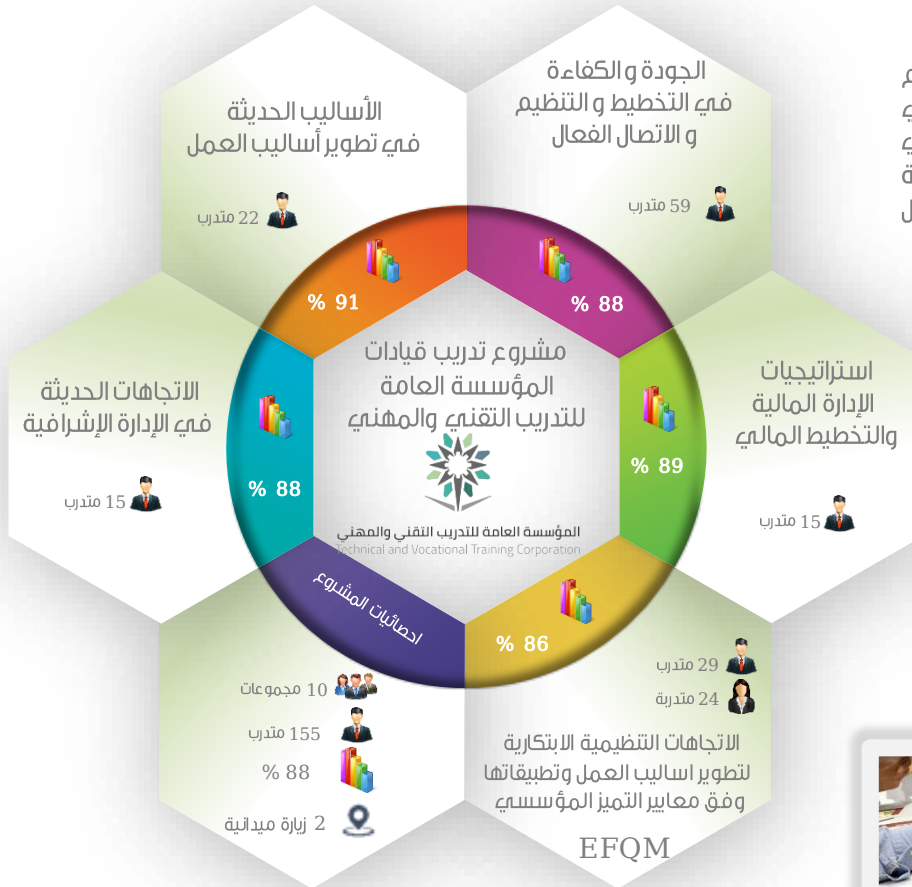 الجودة و الكفاءة
في التخطيط و التنظيم
و الاتصال الفعال
59 متدرب
88 %
الأساليب الحديثة
في تطوير أساليب العمل
22 متدرب
91 %
استراتيجيات
الإدارة المالية
والتخطيط المالي
15 متدرب
89 %
مشروع تدريب قيادات
المؤسسة العامة
للتدريب التقني والمهني
المؤسسة العامة للتدريب التقني والمهني
Technical and Vocational Training Corporation
الاتجاهات الحديثة
في الإدارة الإشرافية
15 متدرب
88 %
86 %
29 متدرب
24 متدربة
الاتجاهات التنظيمية الابتكارية
لتطوير اساليب العمل وتطبيقاتها
وفق معايير التميز المؤسسي
EFQM
احصائيات المشروع
10 مجموعات
155 متدرب
88 %
2 زيارة ميدانية